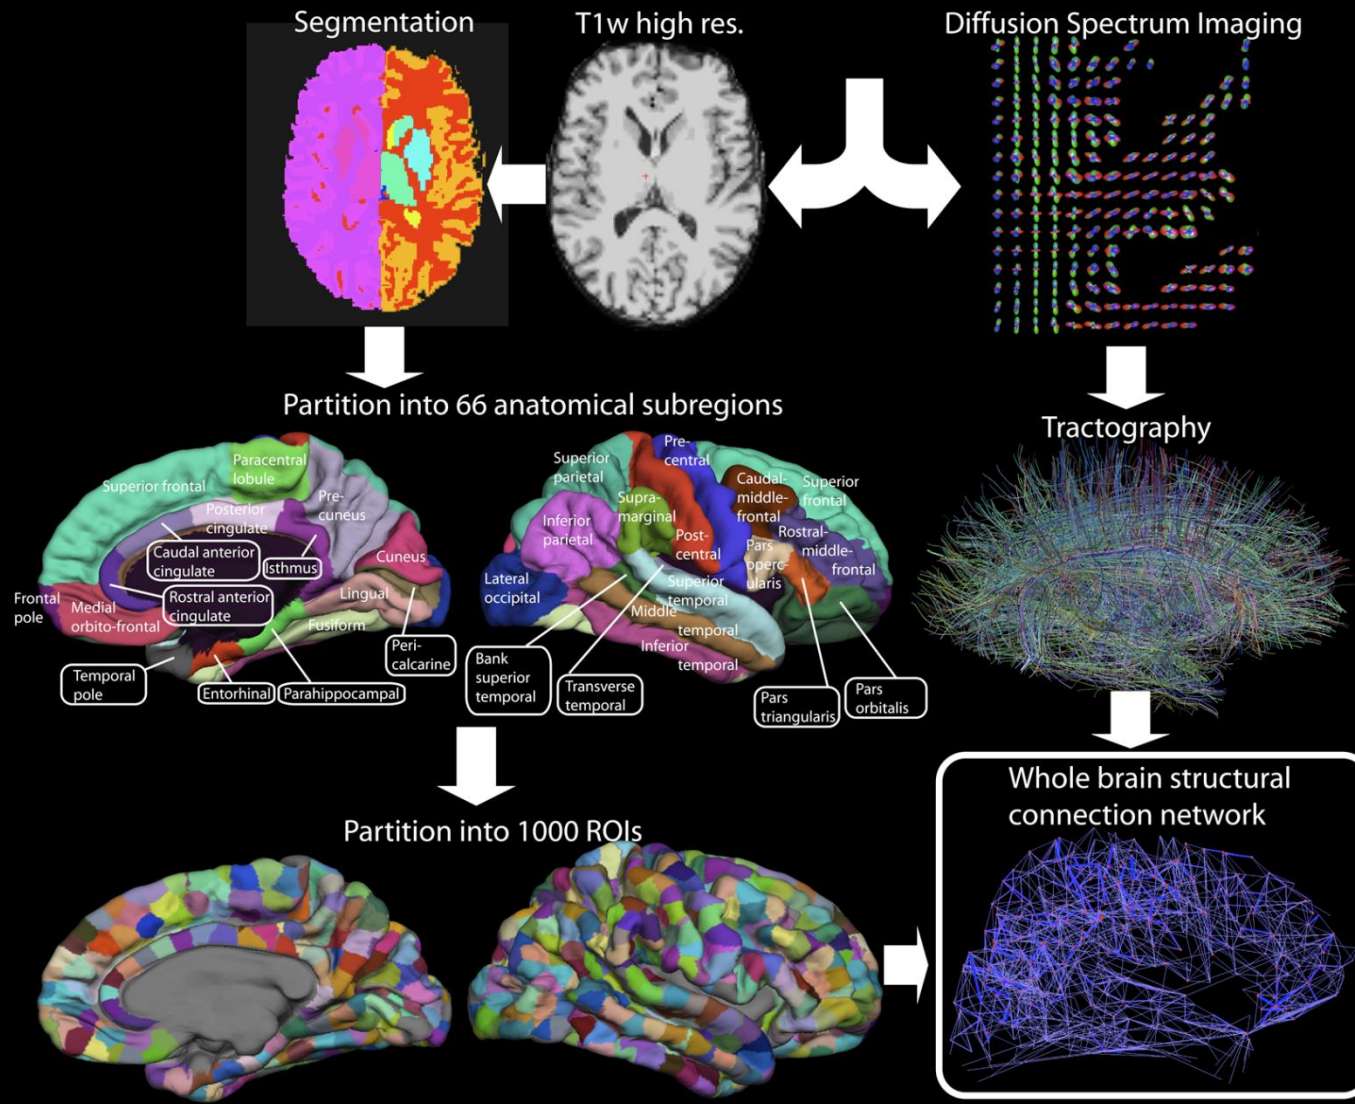 Segmentation
T1w high res.
Diffusion Spectrum Imaging
Partition into 66 anatomical subregions
Tractography
Paracentral
lobule
Superior frontal
Pre-
cuneus
Posterior
cingulate
Caudal anterior
cingulate
Isthmus
Cuneus
Rostral anterior
cingulate
Lingual
Frontal
pole
Medial
orbito-frontal
Fusiform
Peri-
calcarine
Temporal
pole
Entorhinal
Parahippocampal
Superior
parietal
Pre-
central
Caudal-
middle-
frontal
Superior
frontal
Supra-
marginal
Inferior
parietal
Post-
central
Rostral-
middle-
frontal
Pars
opercularis
Lateral
occipital
Superior
temporal
Middle
temporal
Inferior
temporal
Bank
superior
temporal
Transverse
temporal
Pars
triangularis
Pars
orbitalis
Partition into 1000 ROIs
Whole brain structural
connection network